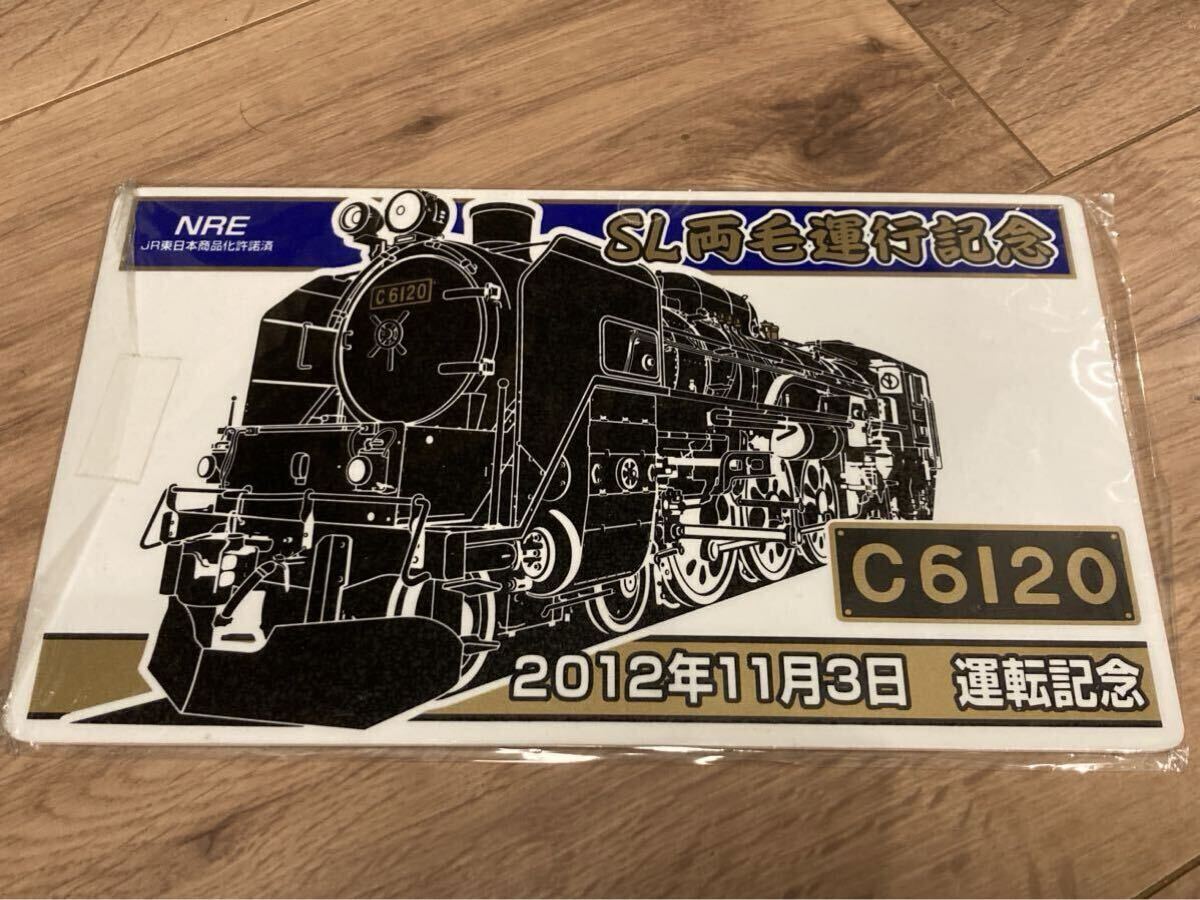 NRE
JR東日本商品化許諾済
SL両毛運行記念
C6120
C6120
2012年11月3日 運転記念